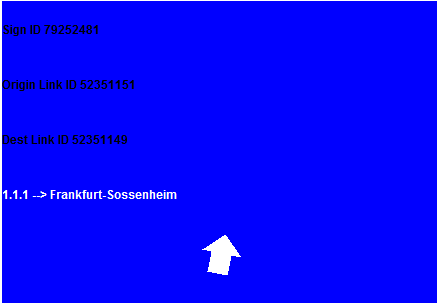 Sign ID 79252481
Origin Link ID 52351151
Dest Link ID 52351149
1.1.1 --> Frankfurt-Sossenheim